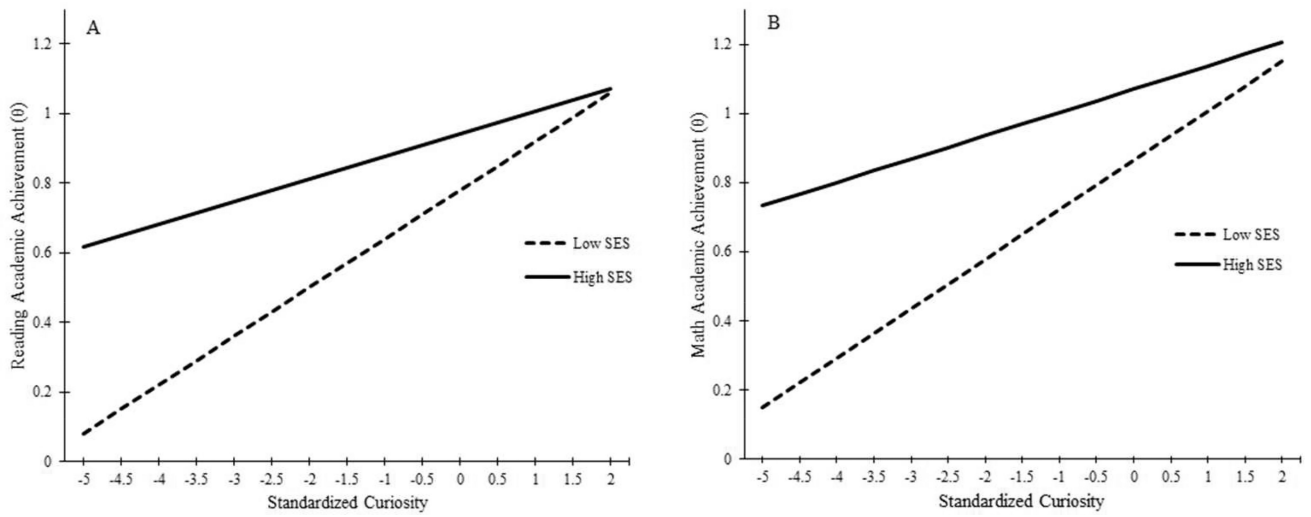 A
Reading Academic Achievement (θ)
1.2
1
0.8
0.6
0.4
0.2
0
-5 -4.5 -4 -3.5 -3 -2.5 -2 -1.5 -1 -0.5 0 0.5 1 1.5 2
Standardized Curiosity
Low SES
High SES
B
Math Academic Achievement (θ)
1.2
1
0.8
0.6
0.4
0.2
0
-5 -4.5 -4 -3.5 -3 -2.5 -2 -1.5 -1 -0.5 0 0.5 1 1.5 2
Standardized Curiosity
Low SES
High SES